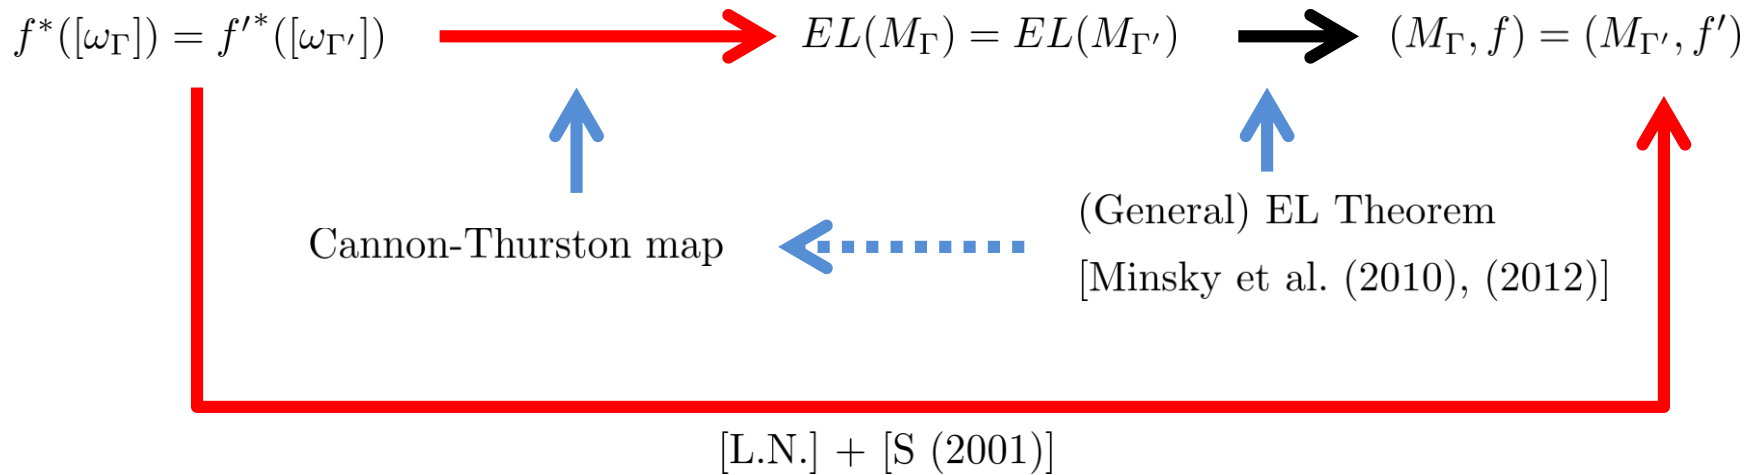 f*([ω_Γ]) = f′*([ω_Γ′]) EL(M_Γ) = EL(M_Γ′) (M_Γ, f) = (M_Γ′, f′)
(General) EL Theorem
Cannon-Thurston map
[Minsky et al. (2010), (2012)]
[L.N.] + [S (2001)]